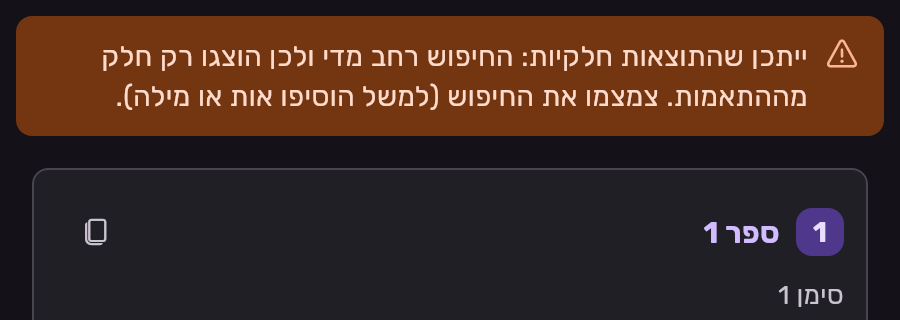 ייתכן שהתוצאות חלקיות: החיפוש רחב מדי ולכן הוצגו רק חלק
מההתאמות. צמצמו את החיפוש (למשל הוסיפו אות או מילה).
1 ספר 1
סימן 1